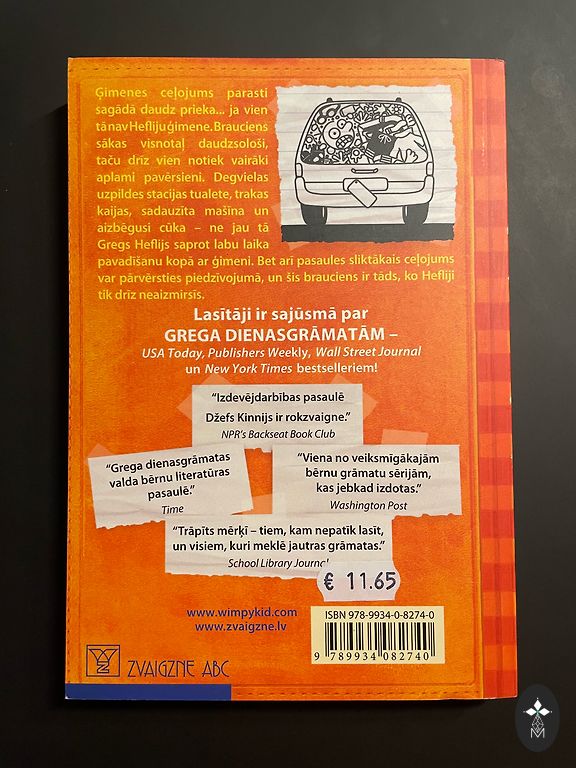 Ģimenes ceļojums parasti
sagādā daudz prieka... ja vien
tā nav Heflīju ģimene. Brauciens
sākas visnotaļ daudzsološi,
taču drīz vien notiek vairāki
aplami pavērsieni. Degvielas
uzpildes stacijas tualete, trakas
kaijas, sadauzīta mašīna un
aizbēgusi cūka – ne jau tā
Gregs Heflijs saprot labu laika
pavadīšanu kopā ar ģimeni. Bet arī pasaules sliktākais ceļojums
var pārvērsties piedzīvojumā, un šis brauciens ir tāds, ko Hefliji
tik drīz neaizmirsīs.
Lasītāji ir sajūsmā par
GREGA DIENASGRĀMATĀM –
USA Today, Publishers Weekly, Wall Street Journal
un New York Times bestselleriem!
“Izdevējdarbības pasaulē
Džefs Kinnijs ir rokzvaigne.”
NPR’s Backseat Book Club
“Grega dienasgrāmatas
valda bērnu literatūras
pasaulē.”
Time
“Viena no veiksmīgākajām
bērnu grāmatu sērijām,
kas jebkad izdotas.”
Washington Post
“Trāpīts mērķī – tiem, kam nepatīk lasīt,
un visiem, kuri meklē jautras grāmatas.”
School Library Journal
€ 11.65
www.wimpykid.com
www.zvaigzne.lv
ZVAIGZNE ABC
ISBN 978-9934-0-8274-0
9 789934 082740
M